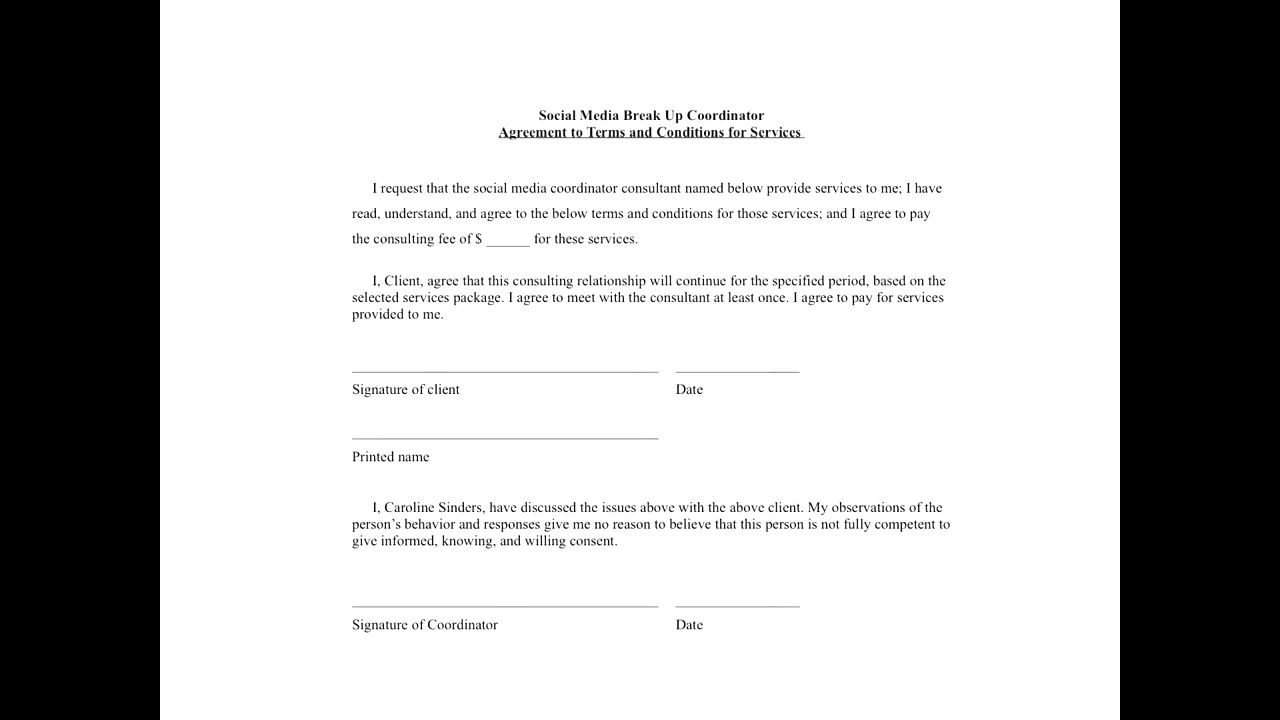 Social Media Break Up Coordinator
Agreement to Terms and Conditions for Services
I request that the social media coordinator consultant named below provide services to me; I have
read, understand, and agree to the below terms and conditions for those services; and I agree to pay
the consulting fee of $ ______ for these services.
I, Client, agree that this consulting relationship will continue for the specified period, based on the
selected services package. I agree to meet with the consultant at least once. I agree to pay for services
provided to me.
Signature of client Date
Printed name
I, Caroline Sinders, have discussed the issues above with the above client. My observations of the
person’s behavior and responses give me no reason to believe that this person is not fully competent to
give informed, knowing, and willing consent.
Signature of Coordinator Date